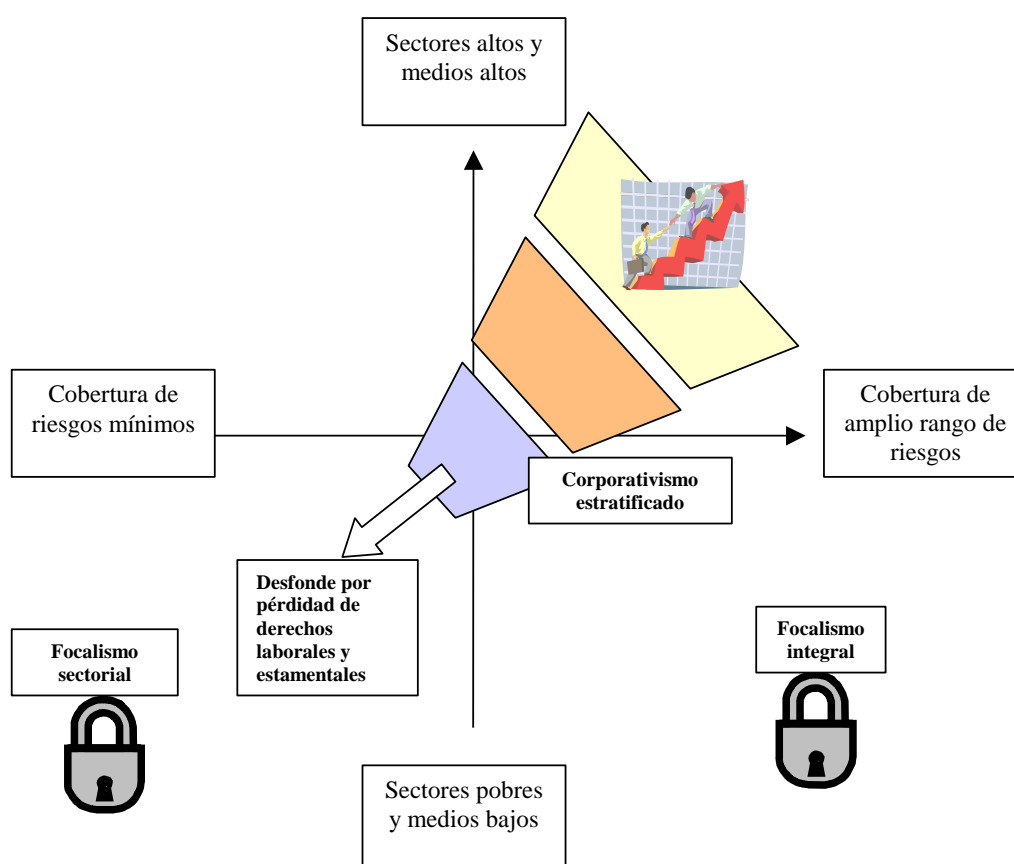 Sectores altos y
medios altos
Cobertura de
riesgos mínimos
Cobertura de
amplio rango de
riesgos
Corporativismo
estratificado
Desfonde por
pérdidad de
derechos
laborales y
estamentales
Focalismo
sectorial
Focalismo
integral
Sectores pobres
y medios bajos